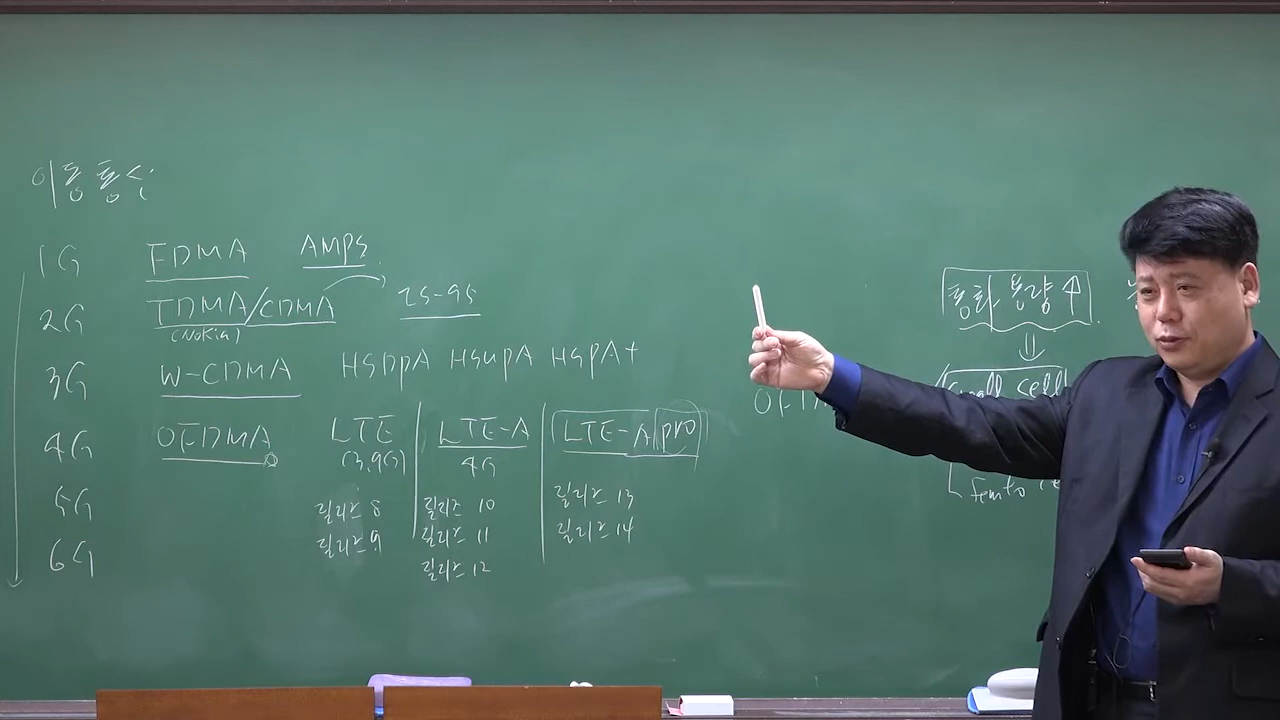 이동통신
1G FDMA AMPS
2G TDMA/CDMA IS-95
(Nokia)
3G W-CDMA HSDPA HSUPA HSPA+
4G OFDMA LTE LTE-A LTE-A pro
(3.9G) 4G
릴리즈 8 릴리즈 10 릴리즈 13
릴리즈 9 릴리즈 11 릴리즈 14
릴리즈 12
5G
6G
통화 용량 ↑
⇓
Small cell
femto